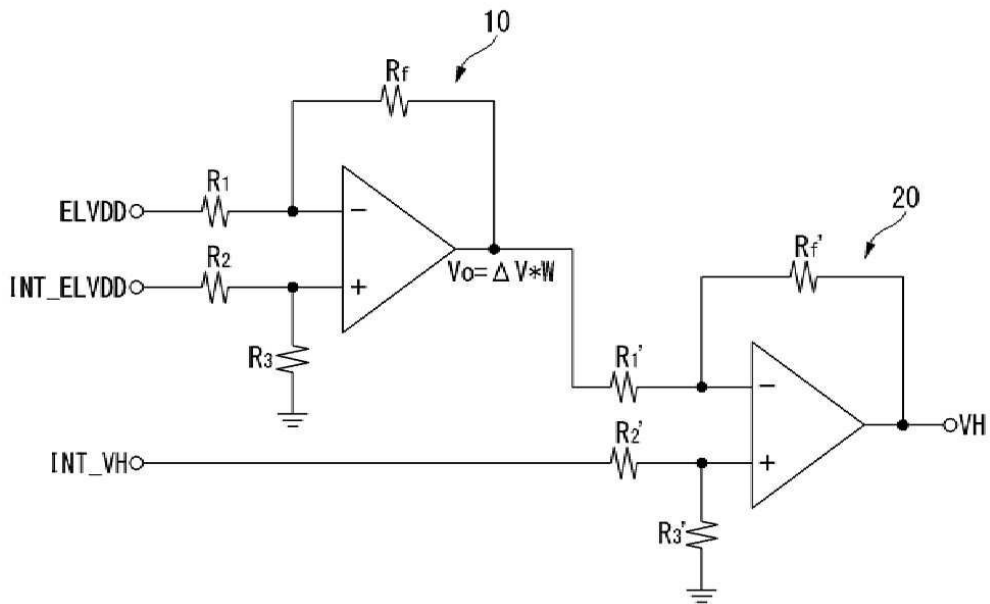 10
Rf
R1
ELVDD
R2
INT_ELVDD
−
+
Vo=ΔV*W
R3
20
Rf'
R1'
R2'
INT_VH
−
+
VH
R3'